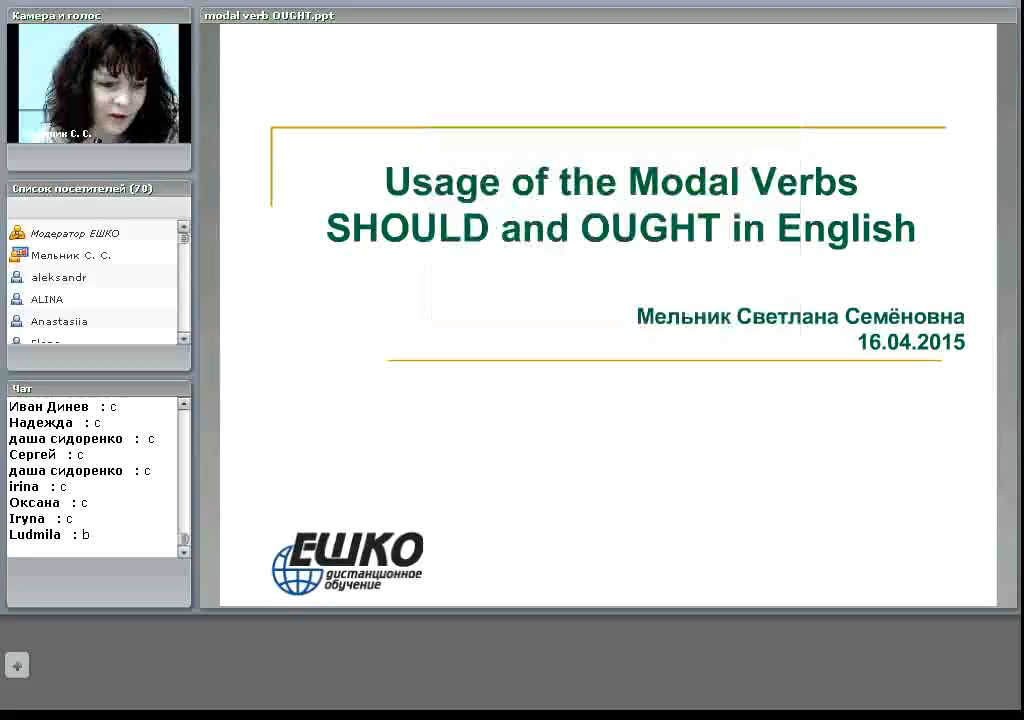 Камера и голос
modal verb OUGHT.ppt
С. С.
Список посетителей (70)
Модератор ЕШКО
Мельник С. С.
aleksandr
ALINA
Anastasiia
Usage of the Modal Verbs
SHOULD and OUGHT in English
Мельник Светлана Семёновна
16.04.2015
Чат
Иван Динев : с
Надежда : с
даша сидоренко : с
Сергей : с
даша сидоренко : с
irina : с
Оксана : с
Iryna : с
Ludmila : b
ЕШКО
дистанционное
обучение